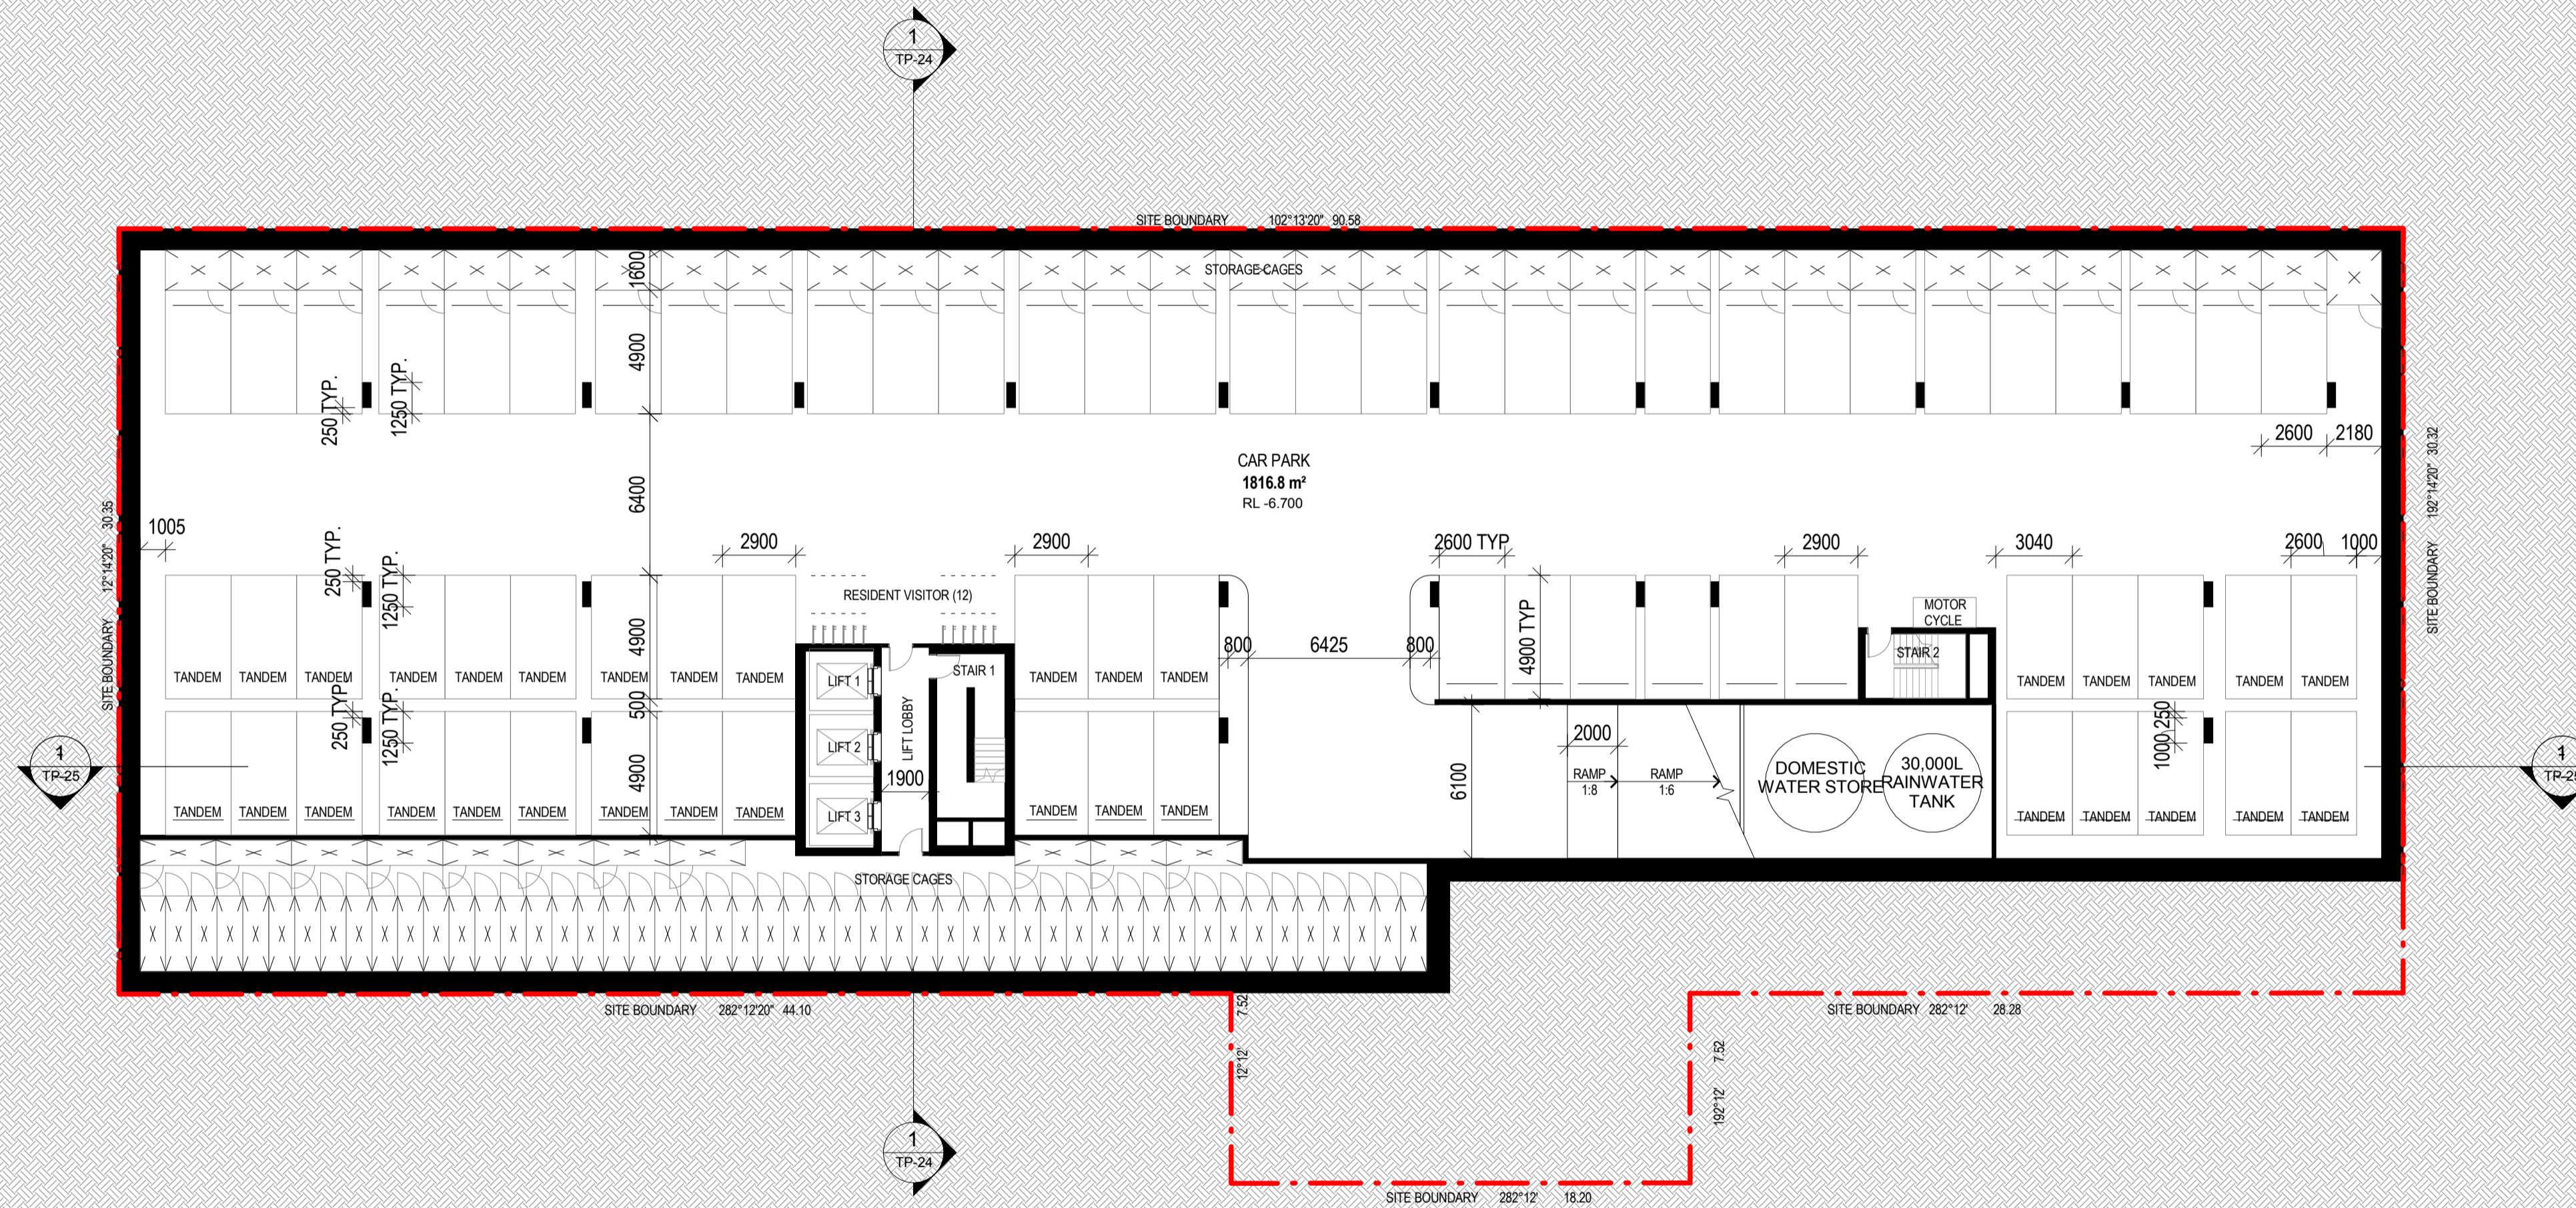 1
TP-24
SITE BOUNDARY 102°13'20" 90.58
STORAGE CAGES
1600
4900
250 TYP.
1250 TYP.
2600
2180
CAR PARK
1816.8 m²
RL -6.700
6400
SITE BOUNDARY 12°14'20" 30.35
SITE BOUNDARY 192°14'20" 30.32
1005
250 TYP.
1250 TYP.
2900
2900
2600 TYP
2900
3040
2600
1000
RESIDENT VISITOR (12)
MOTOR
CYCLE
4900
800
6425
800
4900 TYP
STAIR 2
TANDEM TANDEM TANDEM TANDEM TANDEM TANDEM TANDEM TANDEM TANDEM
LIFT 1
STAIR 1
TANDEM TANDEM TANDEM
TANDEM TANDEM TANDEM TANDEM TANDEM
500
250 TYP.
1250 TYP.
LIFT LOBBY
LIFT 2
1900
2000
250
1000
1
TP-25
4900
6100
RAMP
1:8
RAMP
1:6
DOMESTIC
WATER STORE
30,000L
RAINWATER
TANK
1
TP-25
TANDEM TANDEM TANDEM TANDEM TANDEM TANDEM TANDEM TANDEM TANDEM
LIFT 3
TANDEM TANDEM TANDEM
TANDEM TANDEM TANDEM TANDEM TANDEM
STORAGE CAGES
SITE BOUNDARY 282°12'20" 44.10
12°12' 7.52
SITE BOUNDARY 282°12' 28.28
192°12' 7.52
1
TP-24
SITE BOUNDARY 282°12' 18.20